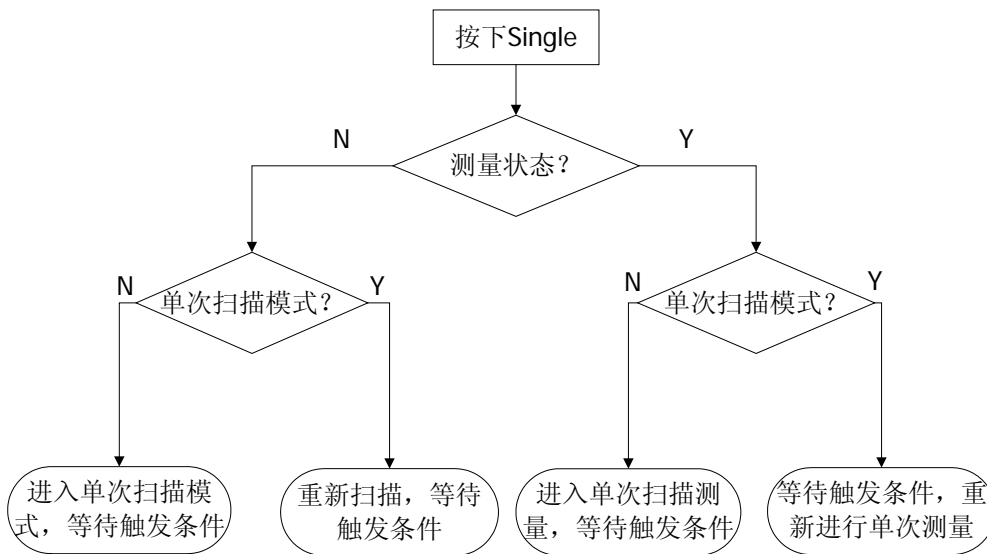 按下Single
N
Y
测量状态？
N
Y
N
Y
单次扫描模式？
单次扫描模式？
进入单次扫描模
式，等待触发条件
重新扫描，等待
触发条件
进入单次扫描测
量，等待触发条件
等待触发条件，重
新进行单次测量